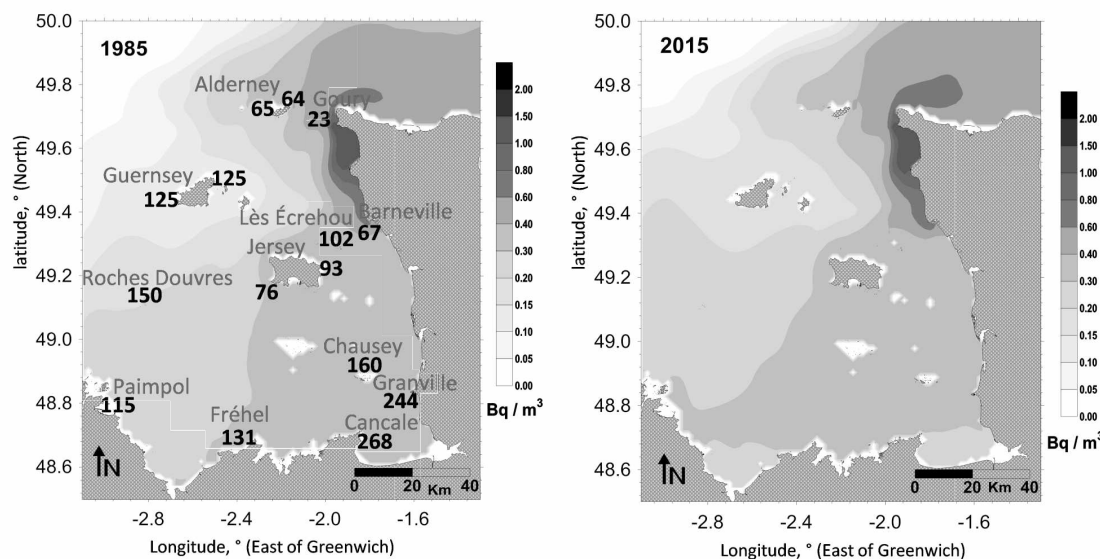 50.0
49.8
49.6
49.4
49.2
49.0
48.8
48.6
latitude, ° (North)
1985
Alderney
64
65
Goury
23
Guernsey
125
125
Lès Écrehou
Barneville
102
67
Jersey
93
76
Roches Douvres
150
Chausey
160
Granville
244
Paimpol
115
Fréhel
131
Cancale
268
N
0 20 Km 40
-2.8 -2.4 -2.0 -1.6
Longitude, ° (East of Greenwich)
2.00
1.50
1.00
0.80
0.60
0.40
0.30
0.20
0.15
0.10
0.05
0.00
Bq / m³
50.0
49.8
49.6
49.4
49.2
49.0
48.8
48.6
latitude, ° (North)
2015
N
0 20 Km 40
-2.8 -2.4 -2.0 -1.6
Longitude, ° (East of Greenwich)
2.00
1.50
1.00
0.80
0.60
0.40
0.30
0.20
0.15
0.10
0.05
0.00
Bq / m³